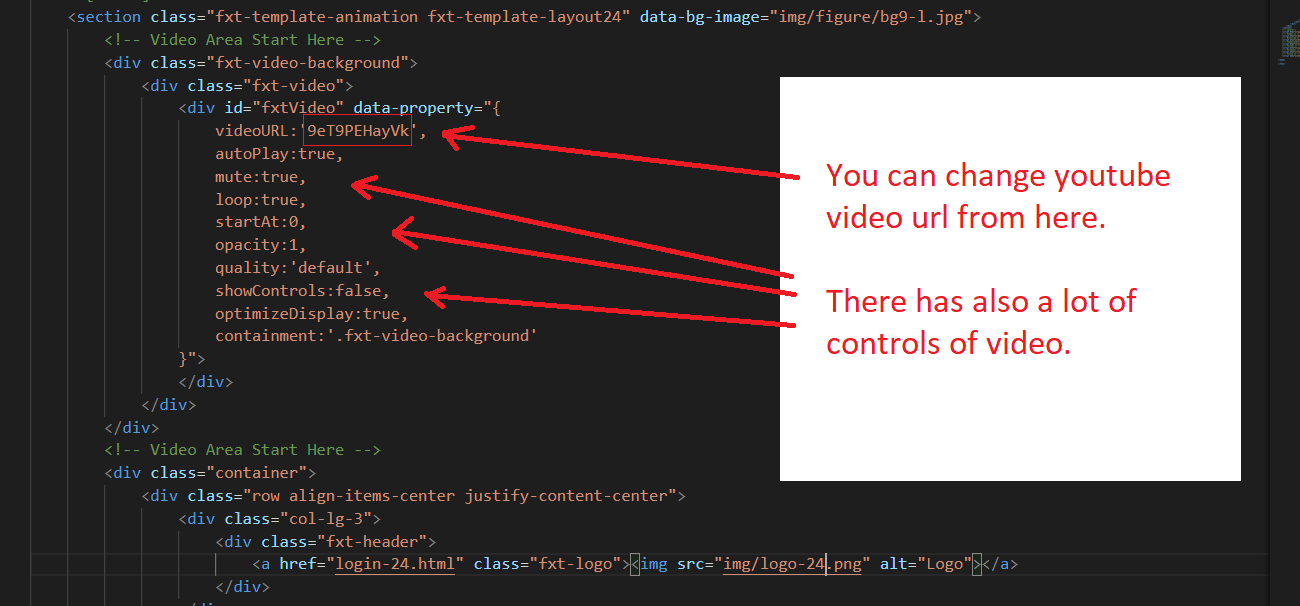 <section class="fxt-template-animation fxt-template-layout24" data-bg-image="img/figure/bg9-l.jpg">
<!-- Video Area Start Here -->
<div class="fxt-video-background">
<div class="fxt-video">
<div id="fxtVideo" data-property="{
videoURL:'9eT9PEHayVk',
autoPlay:true,
mute:true,
loop:true,
startAt:0,
opacity:1,
quality:'default',
showControls:false,
optimizeDisplay:true,
containment:'.fxt-video-background'
}">
</div>
</div>
</div>
<!-- Video Area Start Here -->
<div class="container">
<div class="row align-items-center justify-content-center">
<div class="col-lg-3">
<div class="fxt-header">
<a href="login-24.html" class="fxt-logo"><img src="img/logo-24.png" alt="Logo"></a>
</div>
You can change youtube
video url from here.
There has also a lot of
controls of video.